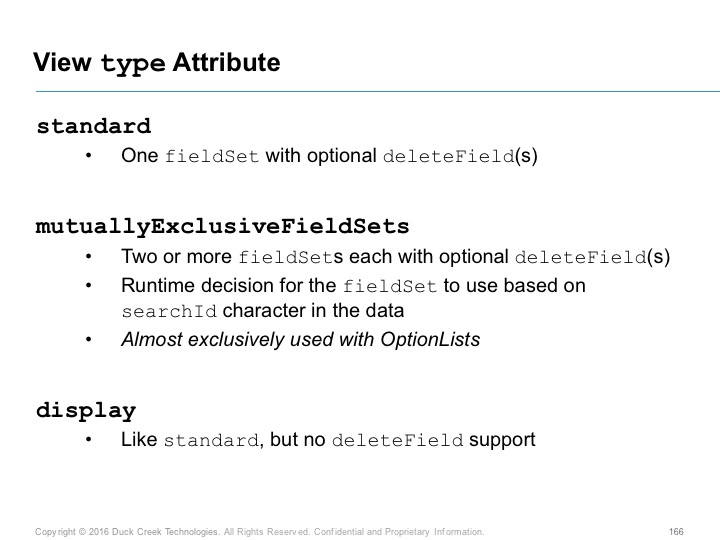 View type Attribute
standard
• One fieldSet with optional deleteField(s)
mutuallyExclusiveFieldSets
• Two or more fieldSets each with optional deleteField(s)
• Runtime decision for the fieldSet to use based on
searchId character in the data
• Almost exclusively used with OptionLists
display
• Like standard, but no deleteField support
Copyright © 2016 Duck Creek Technologies. All Rights Reserved. Confidential and Proprietary Information. 166